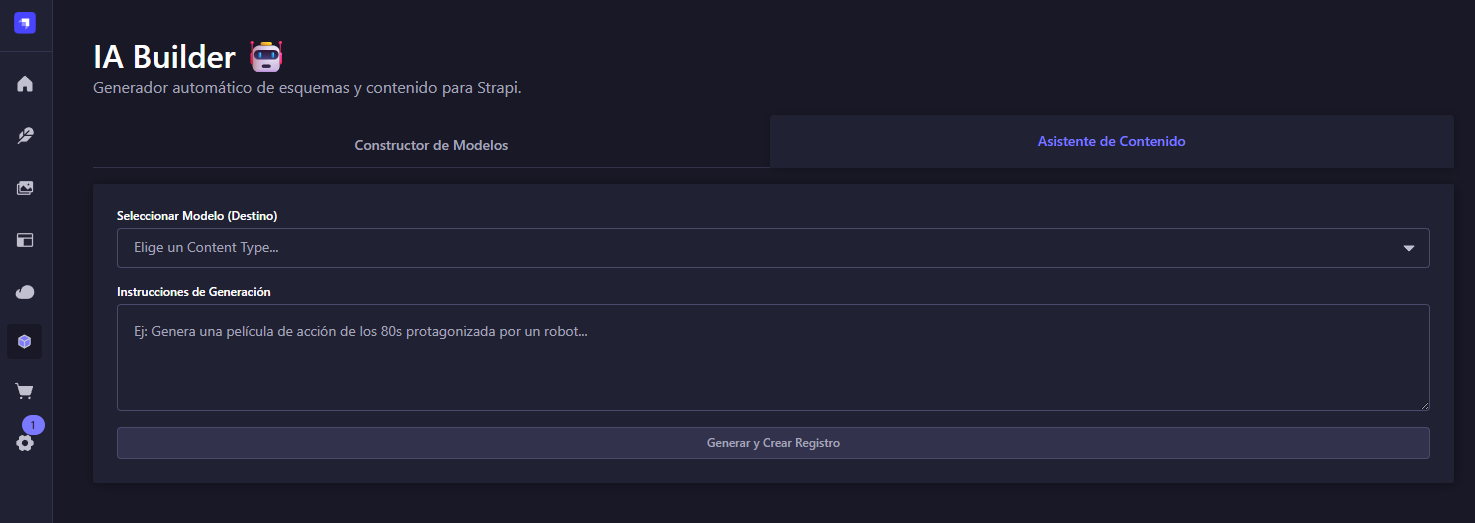 IA Builder
Generador automático de esquemas y contenido para Strapi.
Constructor de Modelos
Asistente de Contenido
Seleccionar Modelo (Destino)
Elige un Content Type...
Instrucciones de Generación
Ej: Genera una película de acción de los 80s protagonizada por un robot...
Generar y Crear Registro
1